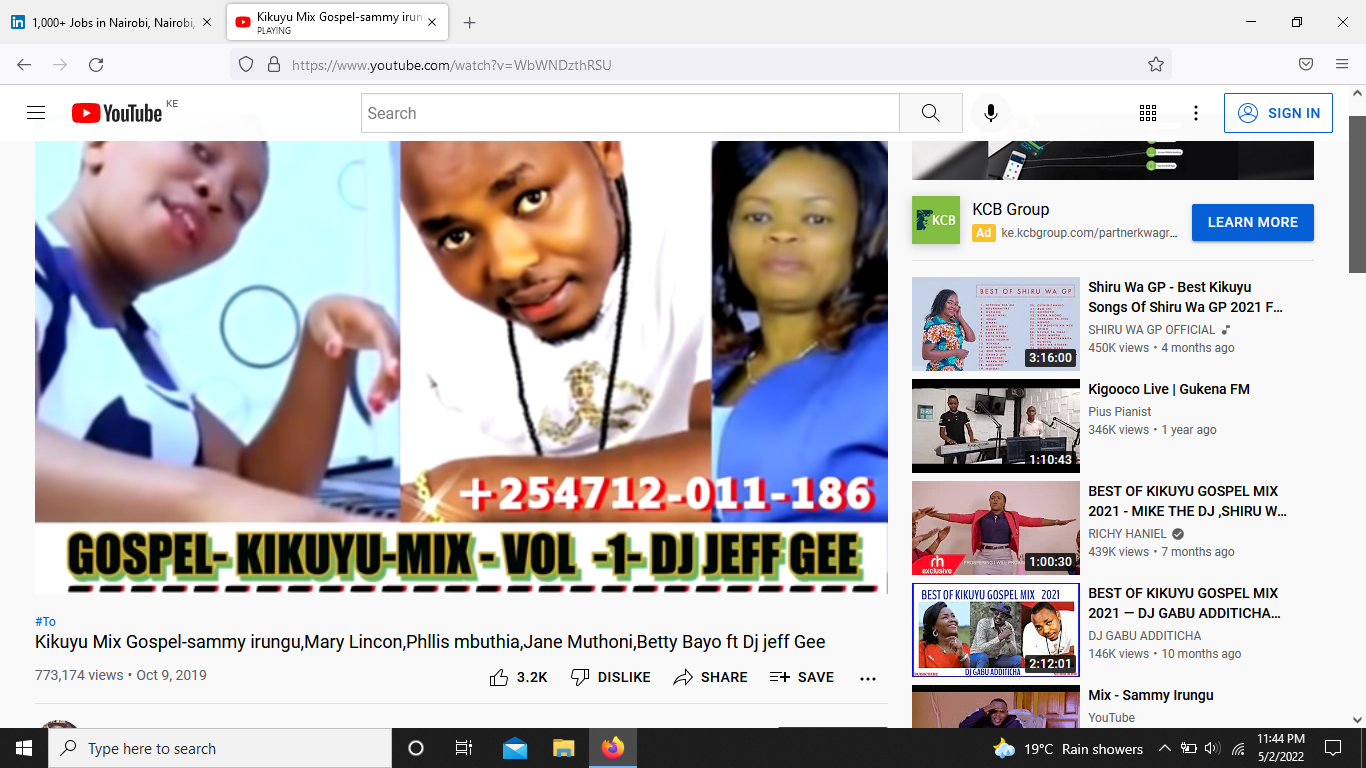 1,000+ Jobs in Nairobi, Nairobi,
Kikuyu Mix Gospel-sammy irung
PLAYING
https://www.youtube.com/watch?v=WbWNDzthRSU
YouTube KE
Search
SIGN IN
KCB
KCB Group
Ad ke.kcbgroup.com/partnerkwagr...
LEARN MORE
+254712-011-186
GOSPEL- KIKUYU-MIX - VOL -1- DJ JEFF GEE
#To
Kikuyu Mix Gospel-sammy irungu,Mary Lincon,Phllis mbuthia,Jane Muthoni,Betty Bayo ft Dj jeff Gee
773,174 views • Oct 9, 2019
3.2K
DISLIKE
SHARE
SAVE
BEST OF SHIRU WA GP
3:16:00
Shiru Wa GP - Best Kikuyu
Songs Of Shiru Wa GP 2021 F...
SHIRU WA GP OFFICIAL
450K views • 4 months ago
1:10:43
Kigooco Live | Gukena FM
Pius Pianist
346K views • 1 year ago
rh
exclusive
1:00:30
BEST OF KIKUYU GOSPEL MIX
2021 - MIKE THE DJ ,SHIRU W...
RICHY HANIEL
439K views • 7 months ago
BEST OF KIKUYU GOSPEL MIX 2021
DJ GABU ADDITICHA
2:12:01
BEST OF KIKUYU GOSPEL MIX
2021 — DJ GABU ADDITICHA...
DJ GABU ADDITICHA
146K views • 10 months ago
Mix - Sammy Irungu
YouTube
Type here to search
19°C Rain showers
11:44 PM
5/2/2022